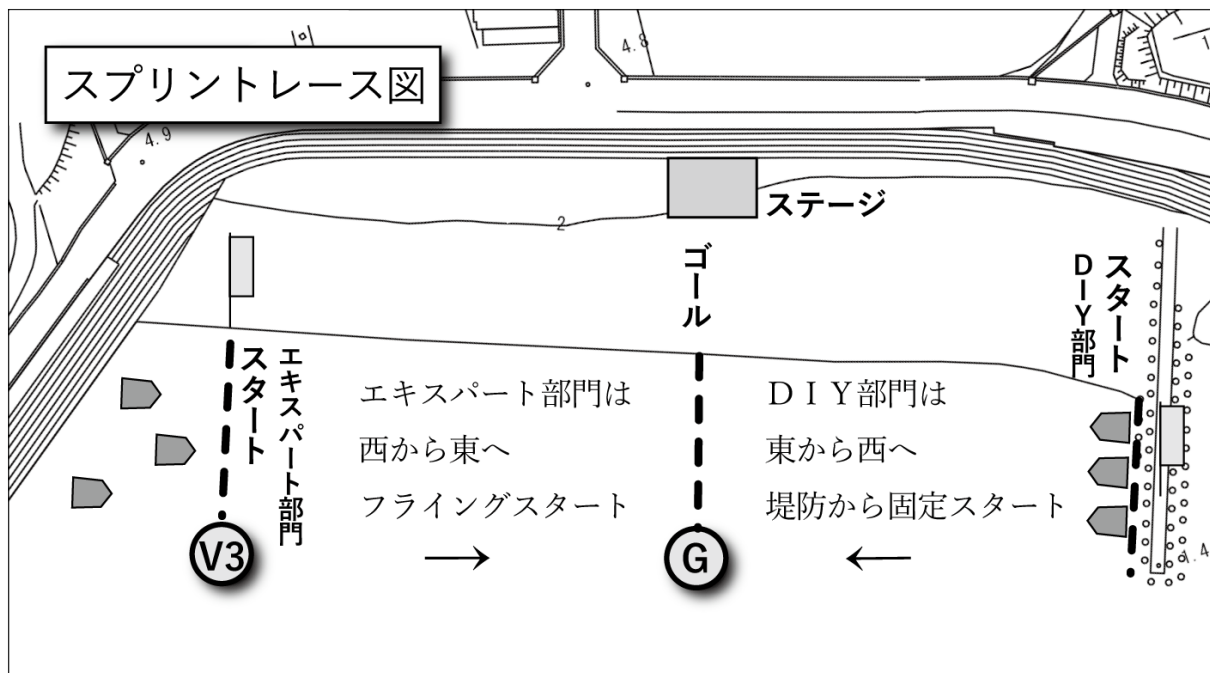 スプリントレース図
4.8
4.9
2
ステージ
ゴール
スタート
DIY部門
エキスパート部門
スタート
エキスパート部門は
西から東へ
フライングスタート
ＤＩＹ部門は
東から西へ
堤防から固定スタート
→
←
V3
G
1.4